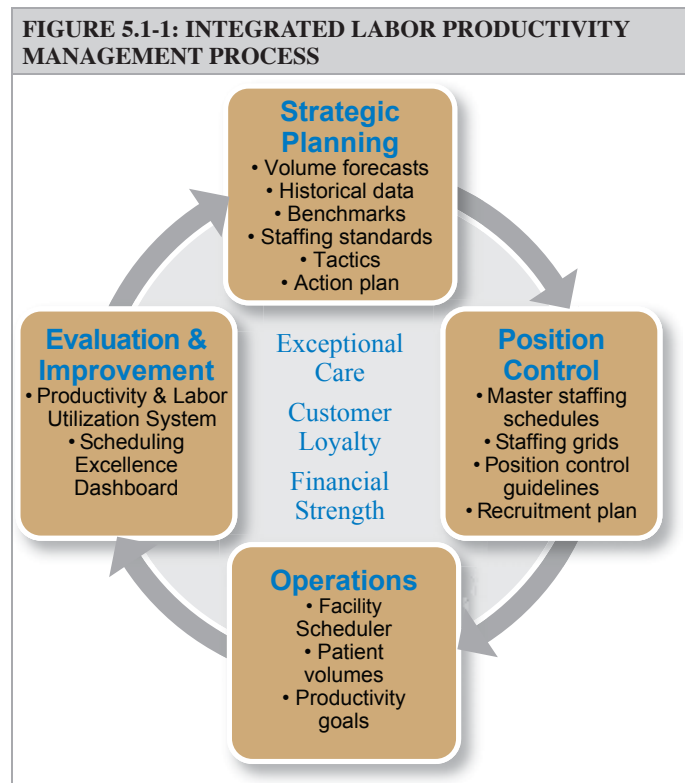 FIGURE 5.1-1: INTEGRATED LABOR PRODUCTIVITY
MANAGEMENT PROCESS
Strategic
Planning
• Volume forecasts
• Historical data
• Benchmarks
• Staffing standards
• Tactics
• Action plan
Position
Control
• Master staffing
schedules
• Staffing grids
• Position control
guidelines
• Recruitment plan
Operations
• Facility
Scheduler
• Patient
volumes
• Productivity
goals
Evaluation &
Improvement
• Productivity & Labor
Utilization System
• Scheduling
Excellence
Dashboard
Exceptional
Care
Customer
Loyalty
Financial
Strength